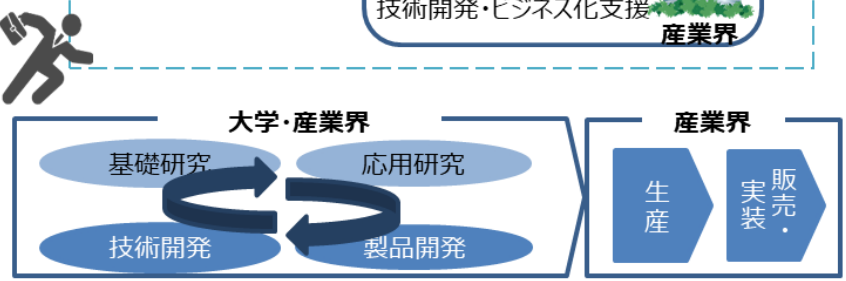 技術開発・ビジネス化支援
産業界
大学・産業界
産業界
基礎研究
応用研究
技術開発
製品開発
生産
販売・
実装